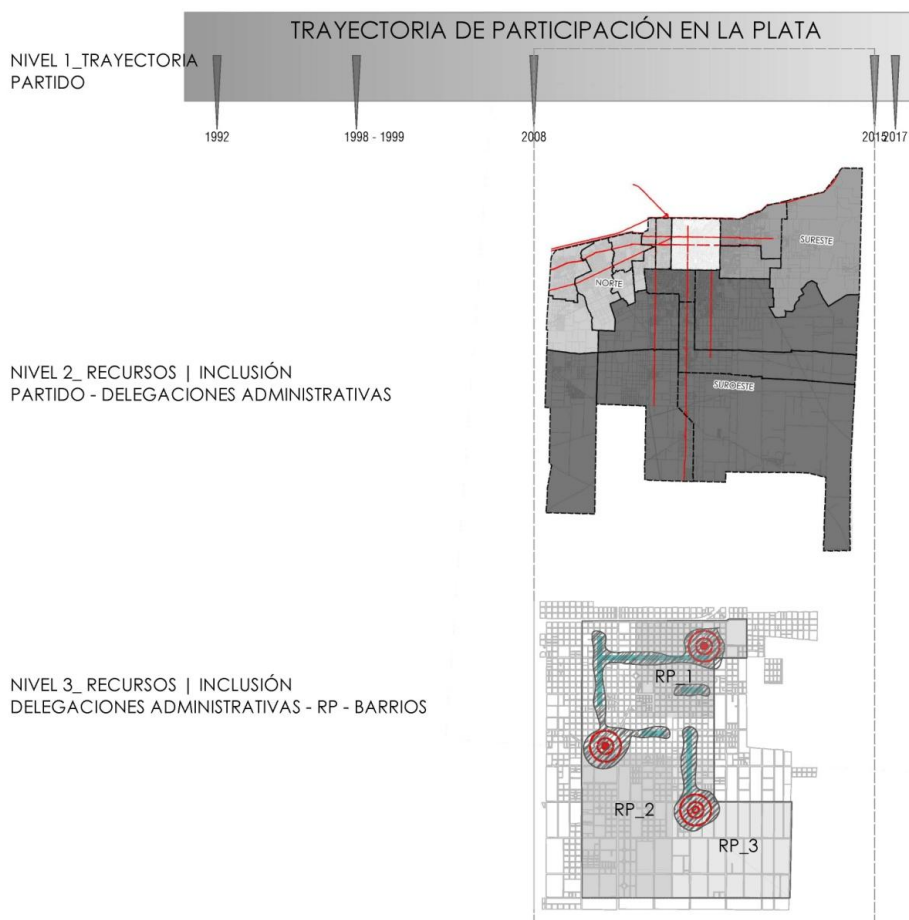 TRAYECTORIA DE PARTICIPACIÓN EN LA PLATA
NIVEL 1_TRAYECTORIA
PARTIDO
1992
1998 - 1999
2008
2015
2017
SURESTE
NORTE
NIVEL 2_ RECURSOS | INCLUSIÓN
PARTIDO - DELEGACIONES ADMINISTRATIVAS
SUROESTE
NIVEL 3_ RECURSOS | INCLUSIÓN
DELEGACIONES ADMINISTRATIVAS - RP - BARRIOS
RP_1
RP_2
RP_3